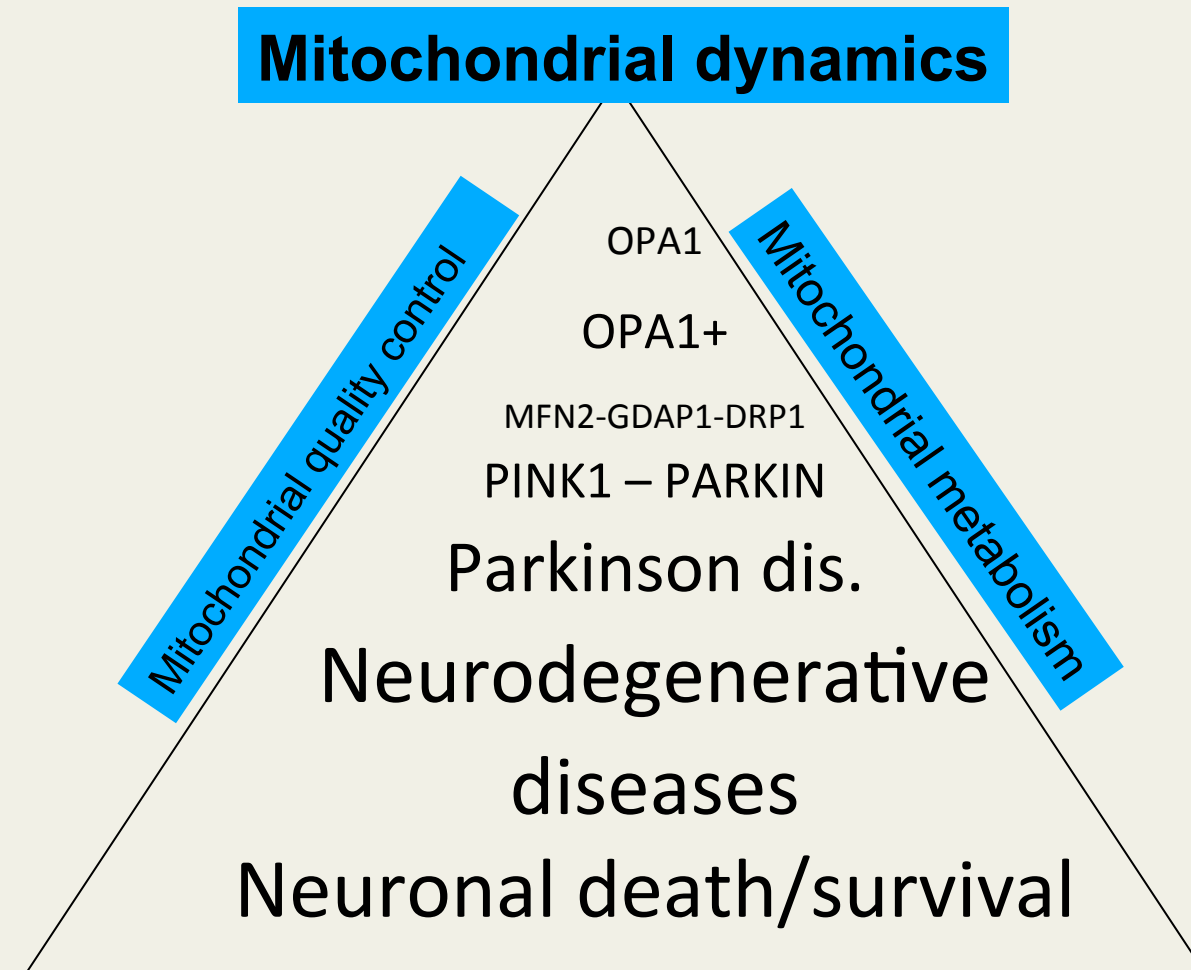 Mitochondrial dynamics
Mitochondrial quality control
Mitochondrial metabolism
OPA1
OPA1+
MFN2-GDAP1-DRP1
PINK1 – PARKIN
Parkinson dis.
Neurodegenerative
diseases
Neuronal death/survival